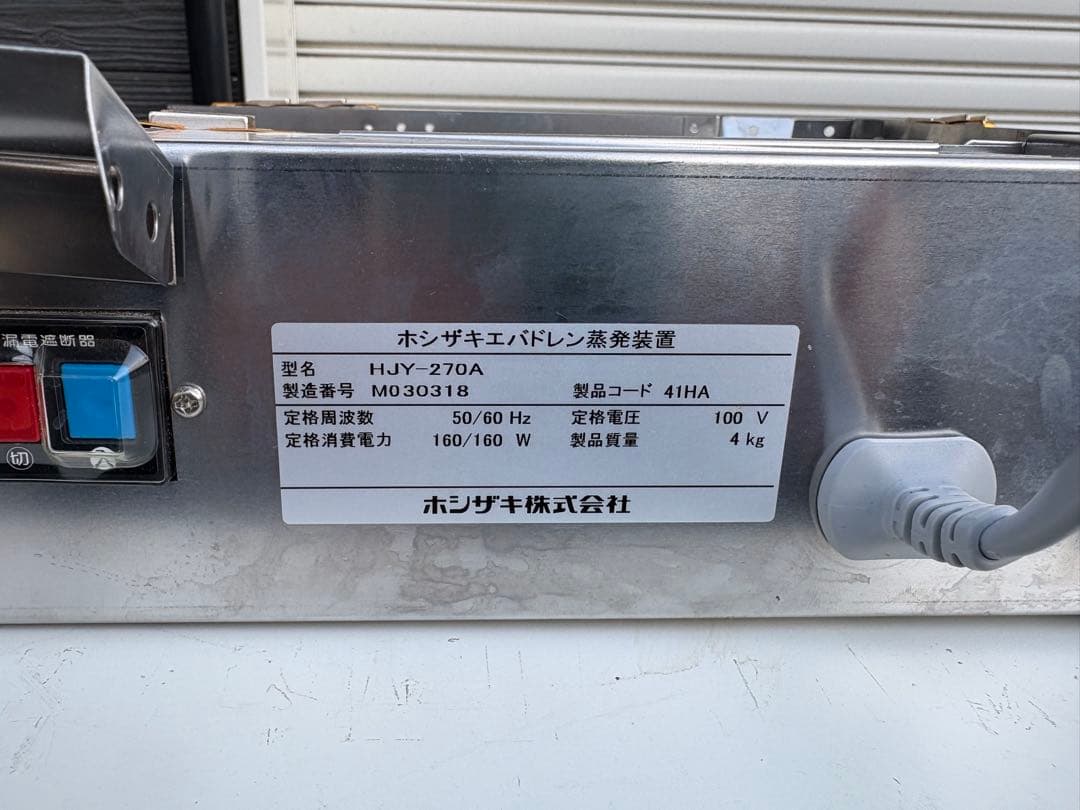 漏電遮断器
切
入
ホシザキエバドレン蒸発装置
型名 HJY-270A
製造番号 M030318 製品コード 41HA
定格周波数 50/60 Hz 定格電圧 100 V
定格消費電力 160/160 W 製品質量 4 kg
ホシザキ株式会社